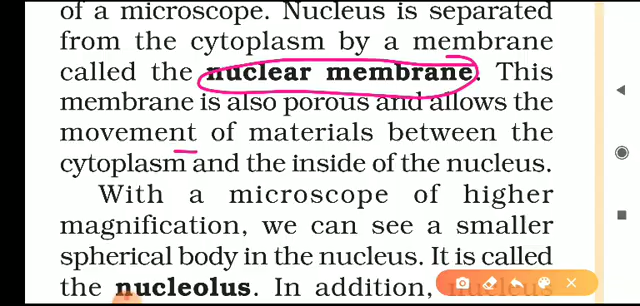 of a microscope. Nucleus is separated
from the cytoplasm by a membrane
called the nuclear membrane. This
membrane is also porous and allows the
movement of materials between the
cytoplasm and the inside of the nucleus.
With a microscope of higher
magnification, we can see a smaller
spherical body in the nucleus. It is called
the nucleolus. In addition, nucleus